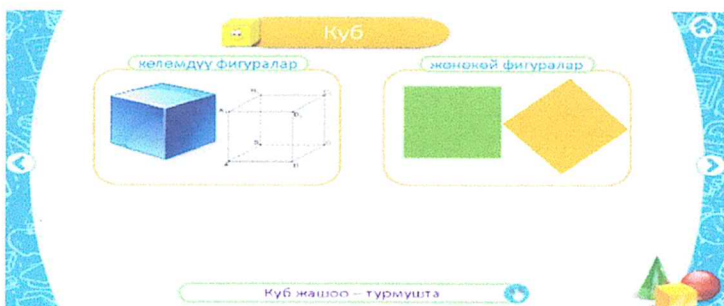 Куб
көлөмдүү фигуралар
жөнөкөй фигуралар
Куб жашоо – турмушта